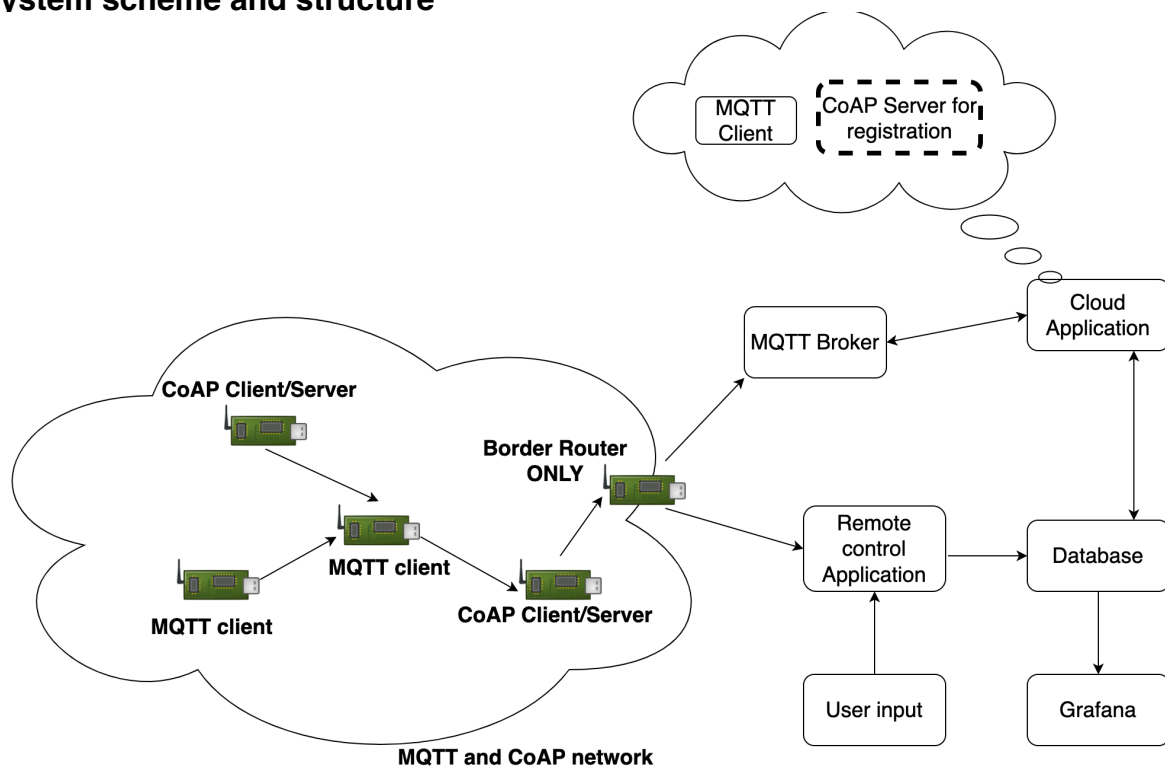 ystem scheme and structure
MQTT
Client
CoAP Server for
registration
Cloud
Application
MQTT Broker
CoAP Client/Server
Border Router
ONLY
Remote
control
Application
Database
MQTT client
CoAP Client/Server
MQTT client
User input
Grafana
MQTT and CoAP network